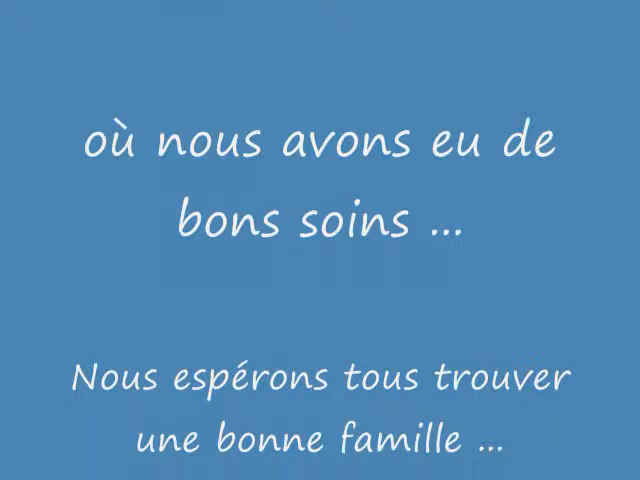 où nous avons eu de
bons soins ...
Nous espérons tous trouver
une bonne famille ...